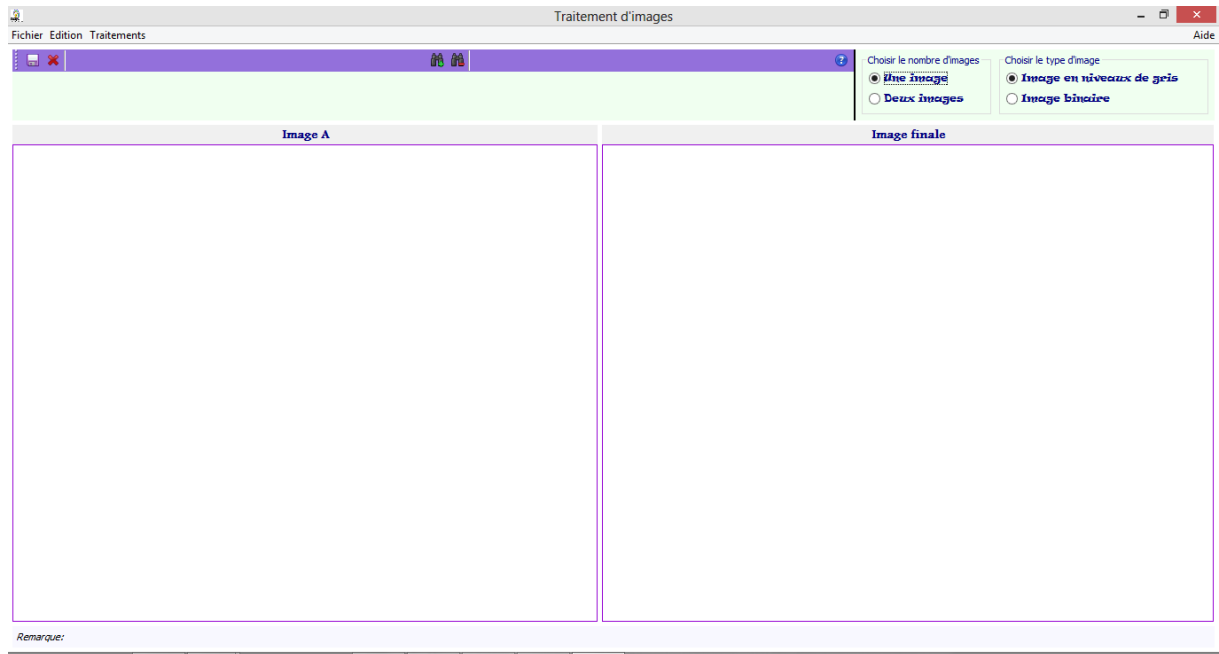 Traitement d'images
Fichier Edition Traitements Aide
Choisir le nombre d'images Choisir le type d'image
Une image Image en niveaux de gris
Deux images Image binaire
Image A Image finale
Remarque: